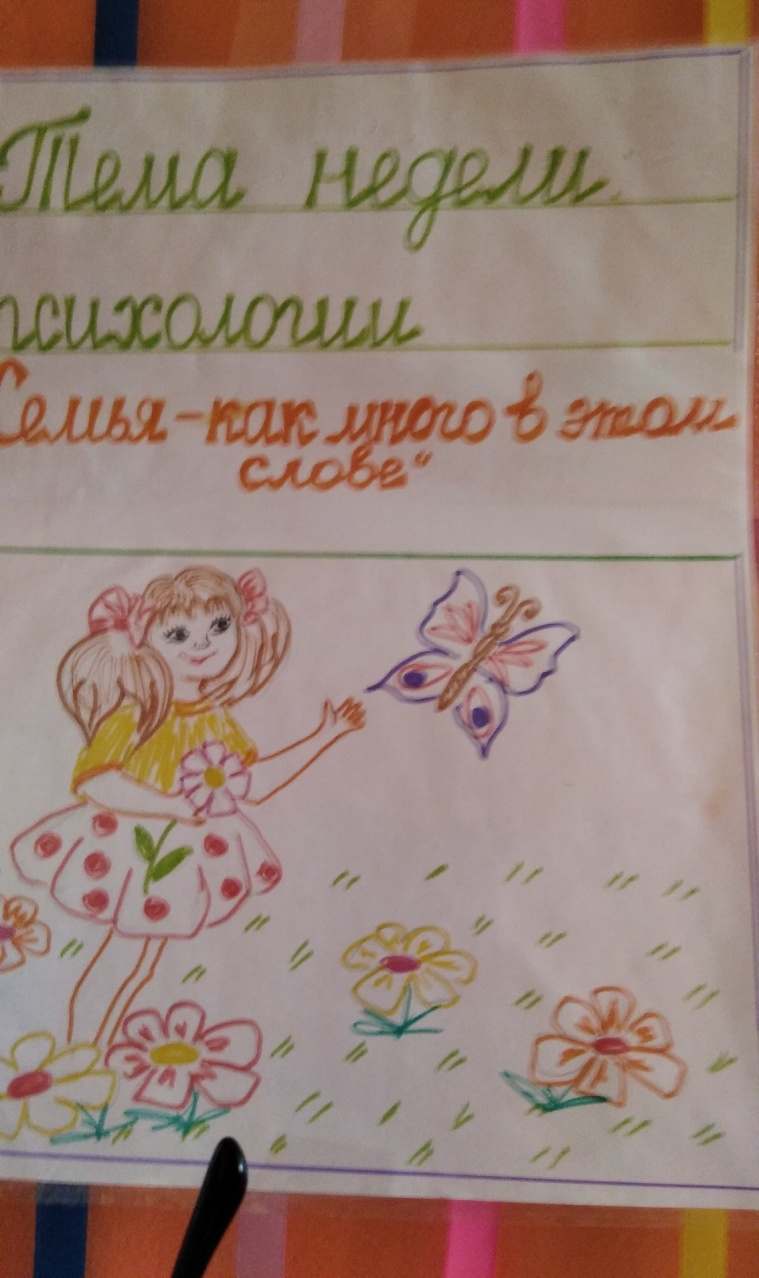 Тема недели
психологии
Семья - как много в этом
слове"